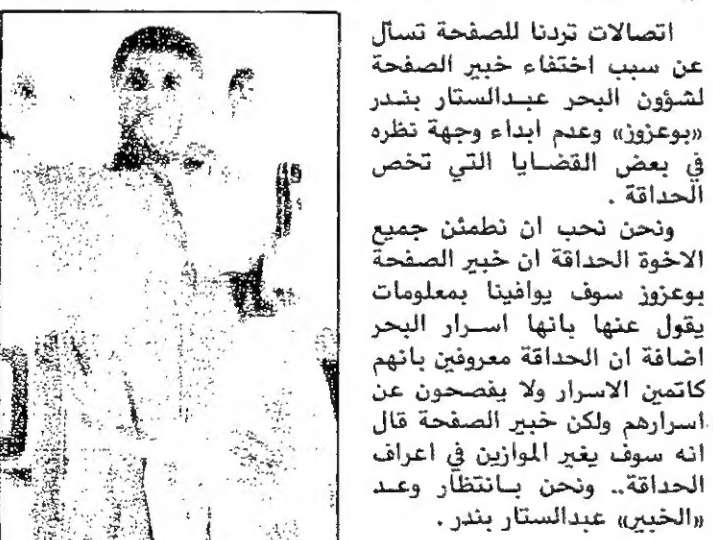 اتصالات تردنا للصفحة تسأل
عن سبب اختفاء خبير الصفحة
لشؤون البحر عبدالستار بندر
«بوعزوز» وعدم ابداء وجهة نظره
في بعض القضايا التي تخص
الحداقة .
ونحن نحب ان نطمئن جميع
الاخوة الحداقة ان خبير الصفحة
بوعزوز سوف يوافينا بمعلومات
يقول عنها بانها اسرار البحر
اضافة ان الحداقة معروفين بانهم
كاتمين الاسرار ولا يفصحون عن
اسرارهم ولكن خبير الصفحة قال
انه سوف يغير الموازين في اعراف
الحداقة.. ونحن بانتظار وعد
«الخبير» عبدالستار بندر .